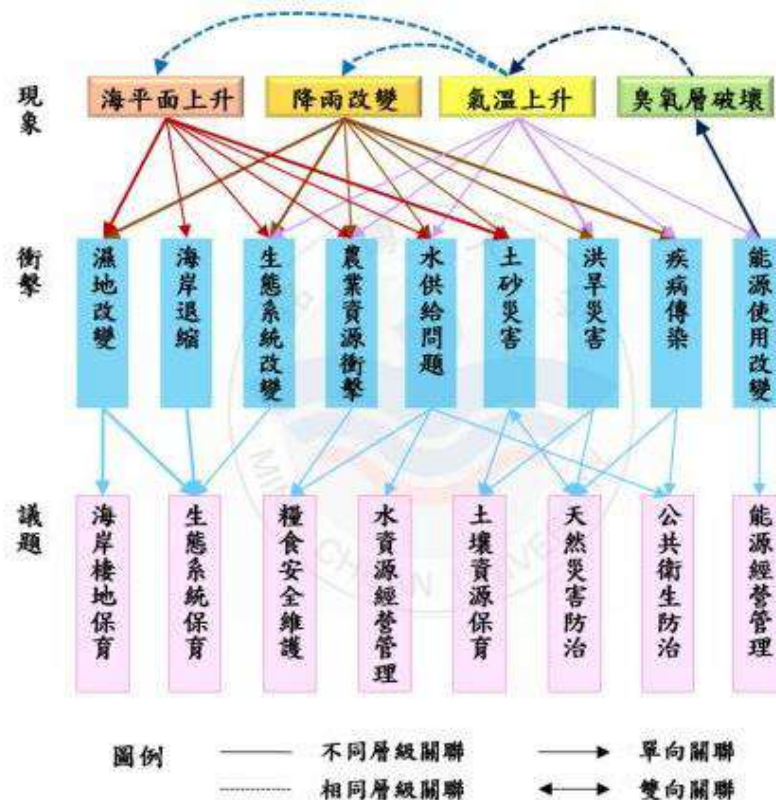 現象
海平面上升
降雨改變
氣溫上升
臭氧層破壞
衝擊
濕地改變
海岸退縮
生態系統改變
農業資源衝擊
水供給問題
土砂災害
洪旱災害
疾病傳染
能源使用改變
議題
海岸棲地保育
生態系統保育
糧食安全維護
水資源經營管理
土壤資源保育
天然災害防治
公共衛生防治
能源經營管理
圖例
不同層級關聯
單向關聯
相同層級關聯
雙向關聯